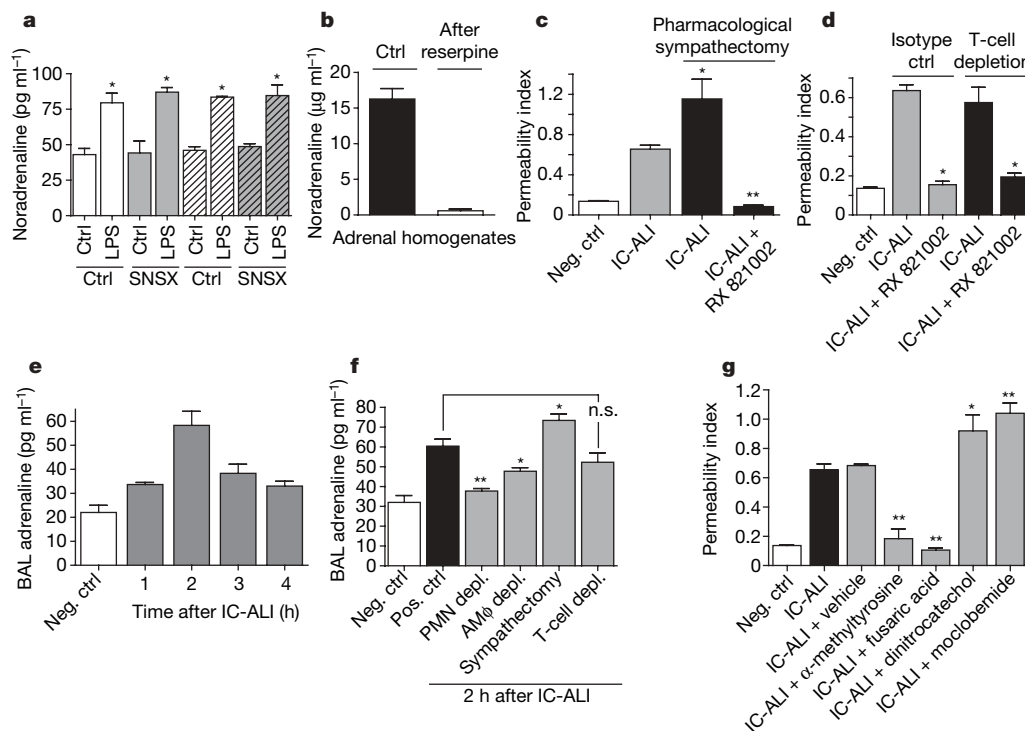 a
Noradrenaline (pg ml⁻¹)
100
75
50
25
0
*
*
*
*
Ctrl
LPS
Ctrl
LPS
Ctrl
LPS
Ctrl
LPS
Ctrl
SNSX
Ctrl
SNSX
b
Noradrenaline (µg ml⁻¹)
20
15
10
5
0
Ctrl
After
reserpine
Adrenal homogenates
c
Pharmacological
sympathectomy
Permeability index
1.2
0.8
0.4
0
*
**
Neg. ctrl
IC-ALI
IC-ALI
IC-ALI +
RX 821002
d
Isotype
ctrl
T-cell
depletion
Permeability index
0.6
0.4
0.2
0
*
*
Neg. ctrl
IC-ALI
IC-ALI + RX 821002
IC-ALI
IC-ALI + RX 821002
e
BAL adrenaline (pg ml⁻¹)
60
50
40
30
20
10
0
Neg. ctrl
1
2
3
4
Time after IC-ALI (h)
f
BAL adrenaline (pg ml⁻¹)
80
70
60
50
40
30
20
10
0
**
*
*
n.s.
Neg. ctrl
Pos. ctrl
PMN depl.
AMϕ depl.
Sympathectomy
T-cell depl.
2 h after IC-ALI
g
Permeability index
1.2
1.0
0.8
0.6
0.4
0.2
0
**
**
*
**
Neg. ctrl
IC-ALI
IC-ALI + vehicle
IC-ALI + α-methyltyrosine
IC-ALI + fusaric acid
IC-ALI + dinitrocatechol
IC-ALI + moclobemide